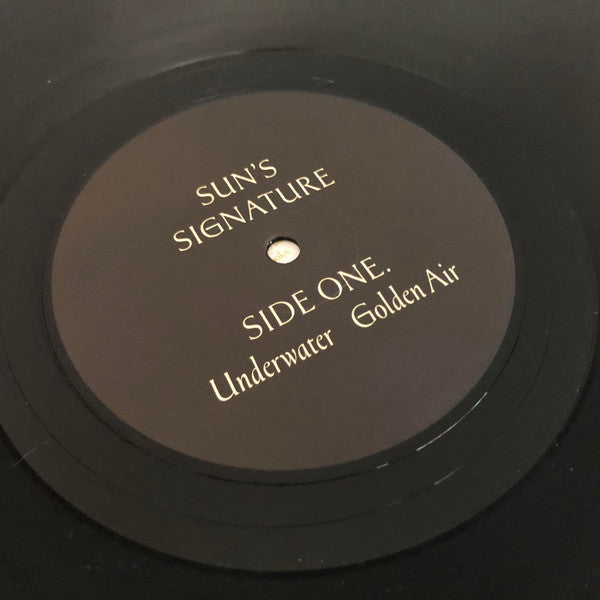 SUN'S
SIGNATURE
SIDE ONE.
Underwater Golden Air